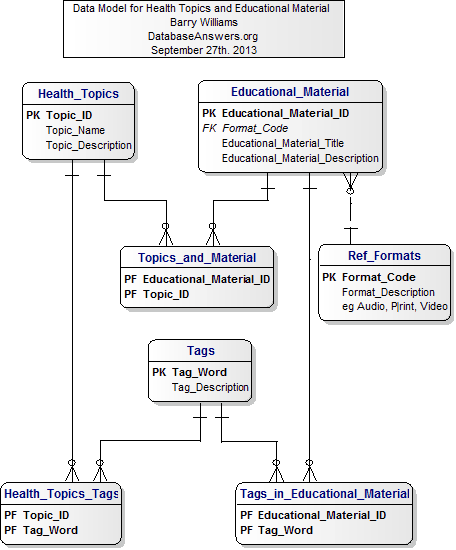 Data Model for Health Topics and Educational Material
Barry Williams
DatabaseAnswers.org
September 27th. 2013
Health_Topics
PK Topic_ID
Topic_Name
Topic_Description
Educational_Material
PK Educational_Material_ID
FK Format_Code
Educational_Material_Title
Educational_Material_Description
Topics_and_Material
PF Educational_Material_ID
PF Topic_ID
Ref_Formats
PK Format_Code
Format_Description
eg Audio, P|rint, Video
Tags
PK Tag_Word
Tag_Description
Health_Topics_Tags
PF Topic_ID
PF Tag_Word
Tags_in_Educational_Material
PF Educational_Material_ID
PF Tag_Word